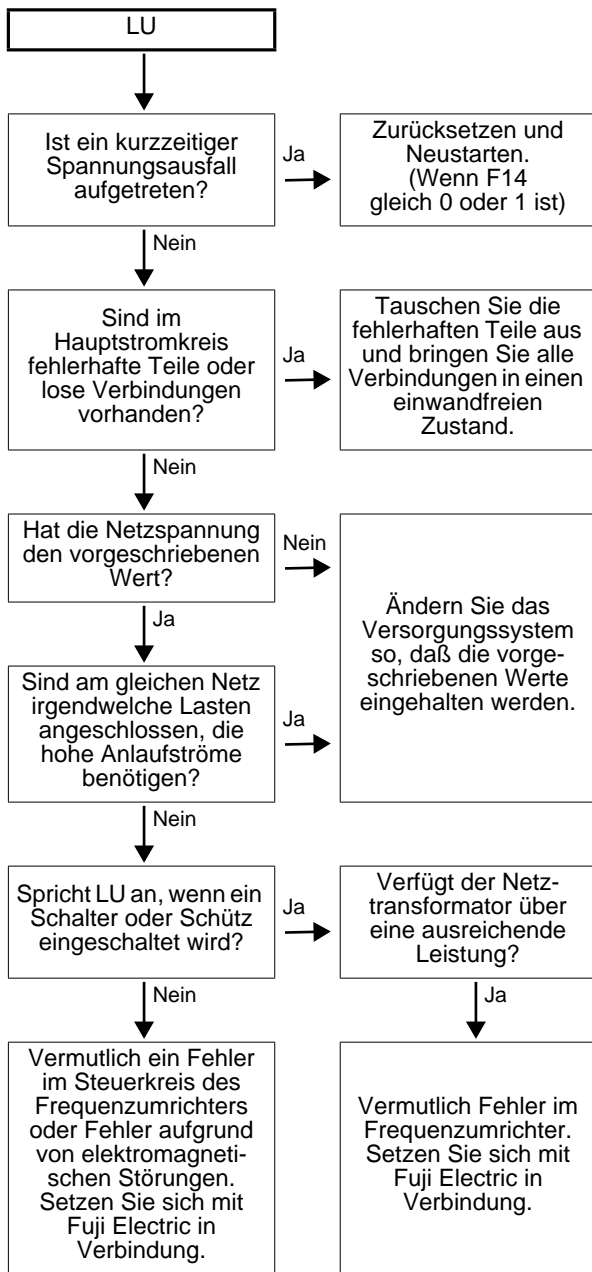 LU
Ist ein kurzzeitiger
Spannungsausfall
aufgetreten?
Ja
Zurücksetzen und
Neustarten.
(Wenn F14
gleich 0 oder 1 ist)
Nein
Sind im
Hauptstromkreis
fehlerhafte Teile oder
lose Verbindungen
vorhanden?
Ja
Tauschen Sie die
fehlerhaften Teile aus
und bringen Sie alle
Verbindungen in einen
einwandfreien
Zustand.
Nein
Hat die Netzspannung
den vorgeschriebenen
Wert?
Nein
Ändern Sie das
Versorgungssystem
so, daß die vorge-
schriebenen Werte
eingehalten werden.
Ja
Sind am gleichen Netz
irgendwelche Lasten
angeschlossen, die
hohe Anlaufströme
benötigen?
Ja
Nein
Spricht LU an, wenn ein
Schalter oder Schütz
eingeschaltet wird?
Ja
Verfügt der Netz-
transformator über
eine ausreichende
Leistung?
Nein
Ja
Vermutlich ein Fehler
im Steuerkreis des
Frequenzumrichters
oder Fehler aufgrund
von elektromagneti-
schen Störungen.
Setzen Sie sich mit
Fuji Electric in
Verbindung.
Vermutlich Fehler im
Frequenzumrichter.
Setzen Sie sich mit
Fuji Electric in
Verbindung.